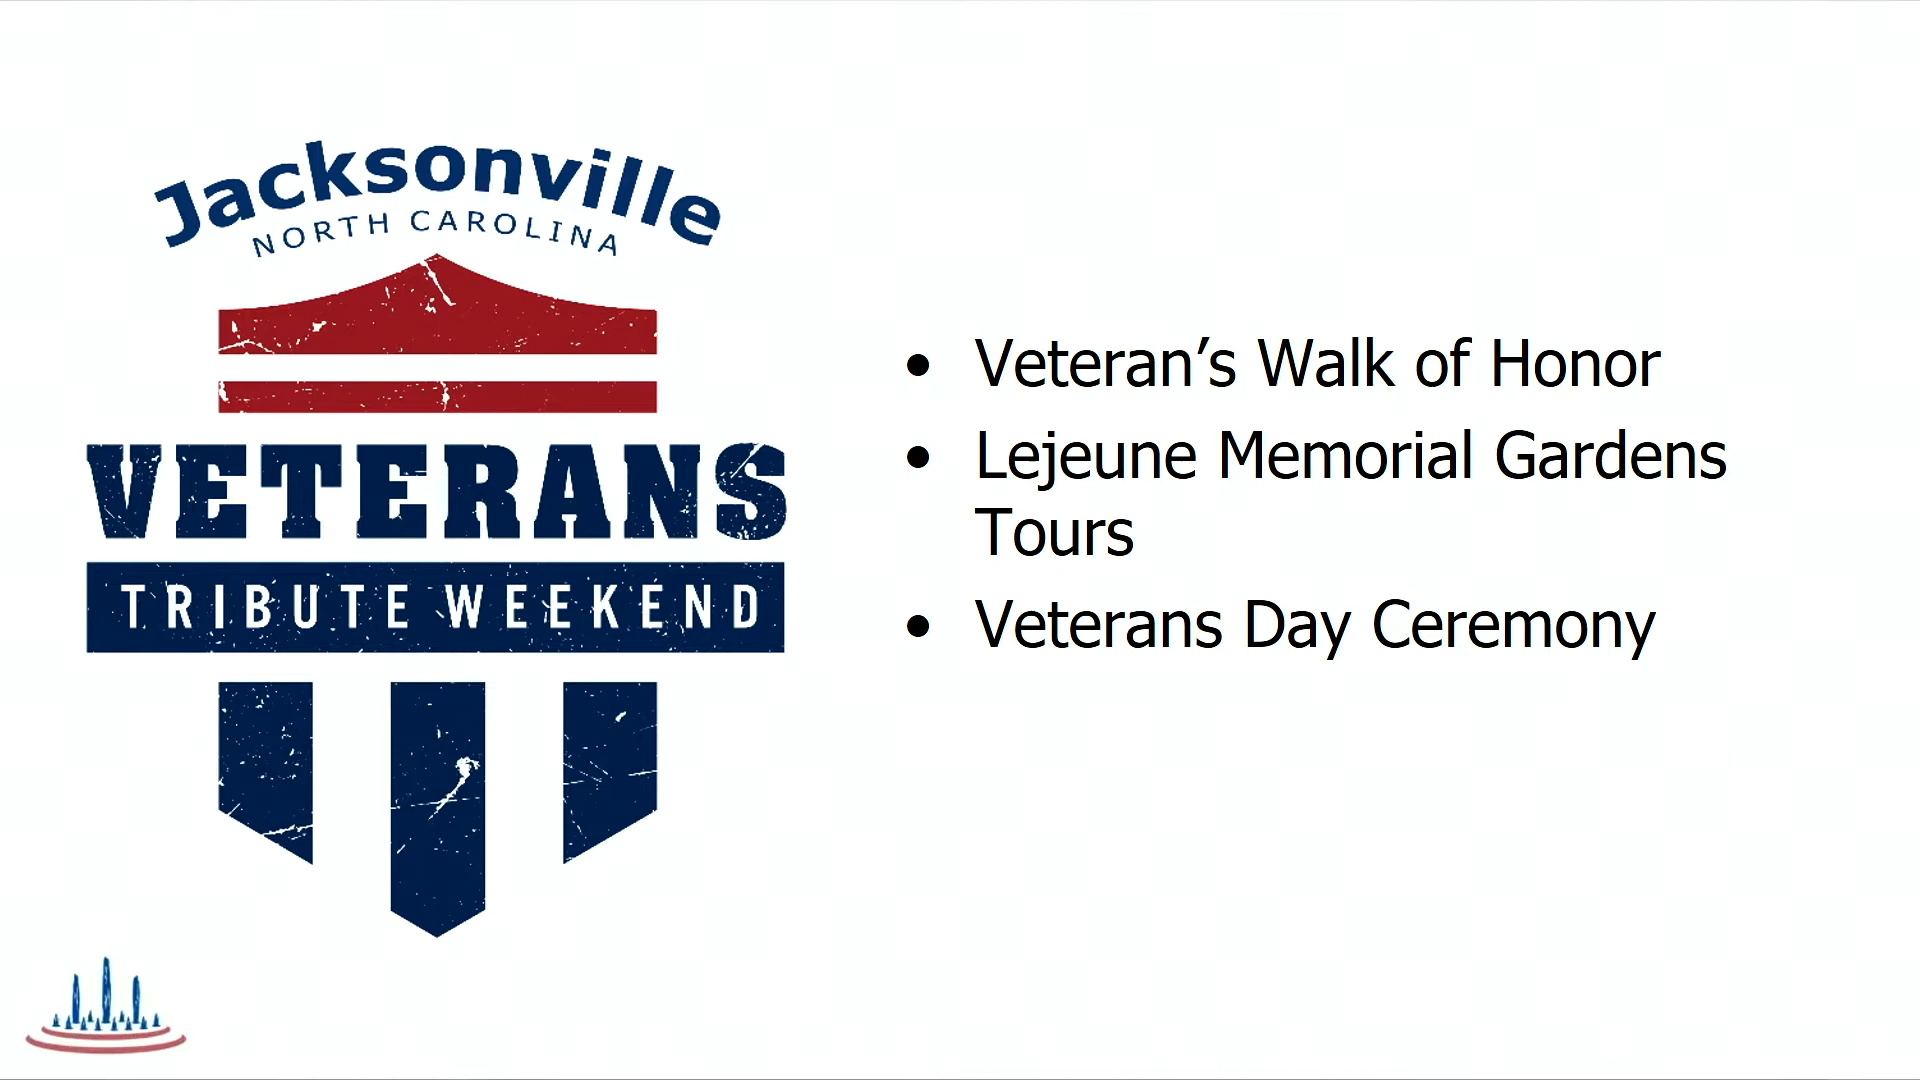 Jacksonville
NORTH CAROLINA
VETERANS
TRIBUTE WEEKEND
• Veteran’s Walk of Honor
• Lejeune Memorial Gardens
Tours
• Veterans Day Ceremony